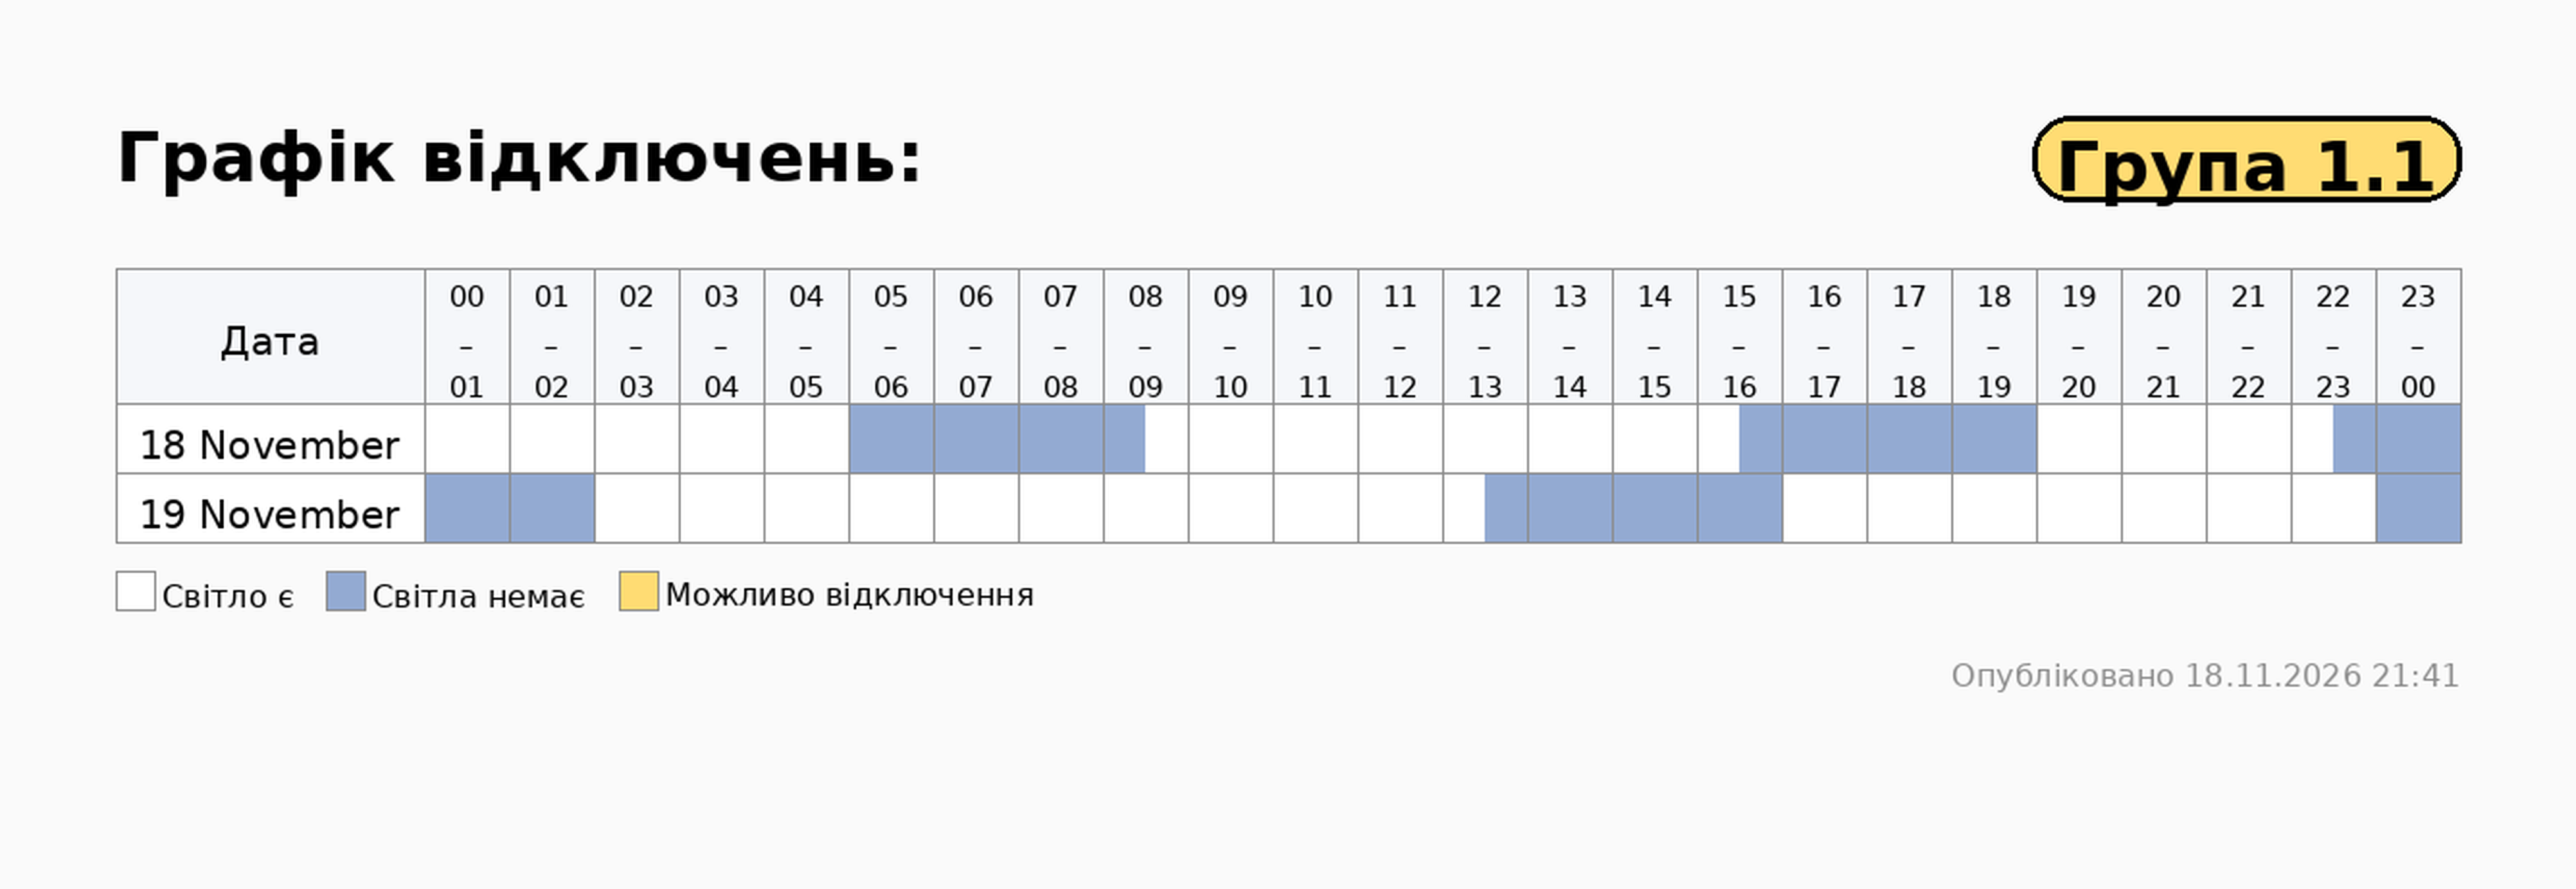 Графік відключень:
Група 1.1
Дата
00 – 01
01 – 02
02 – 03
03 – 04
04 – 05
05 – 06
06 – 07
07 – 08
08 – 09
09 – 10
10 – 11
11 – 12
12 – 13
13 – 14
14 – 15
15 – 16
16 – 17
17 – 18
18 – 19
19 – 20
20 – 21
21 – 22
22 – 23
23 – 00
18 November
19 November
Світло є
Світла немає
Можливо відключення
Опубліковано 18.11.2026 21:41